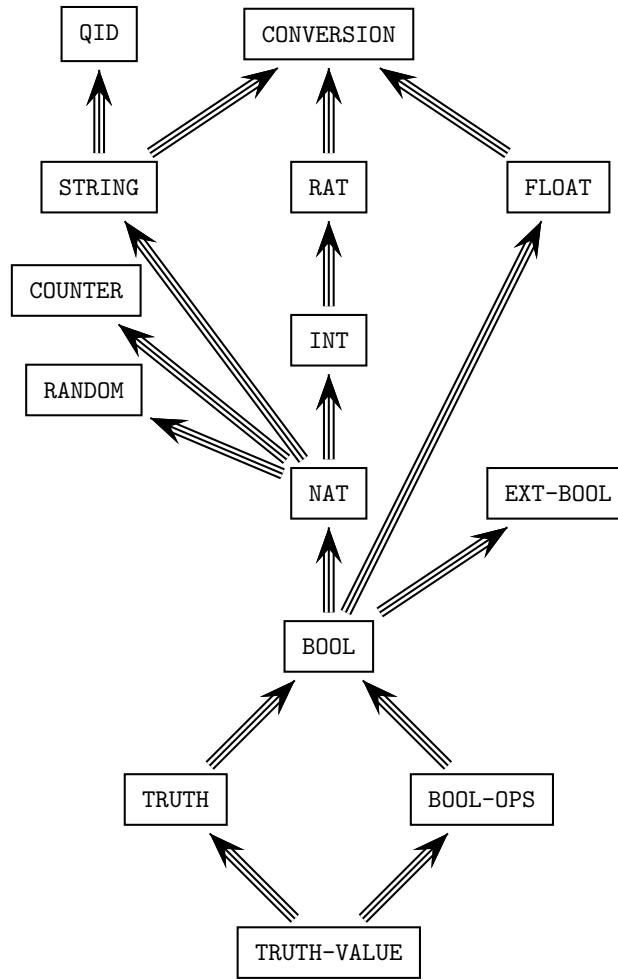 QID
CONVERSION
STRING
RAT
FLOAT
COUNTER
INT
RANDOM
NAT
EXT-BOOL
BOOL
TRUTH
BOOL-OPS
TRUTH-VALUE